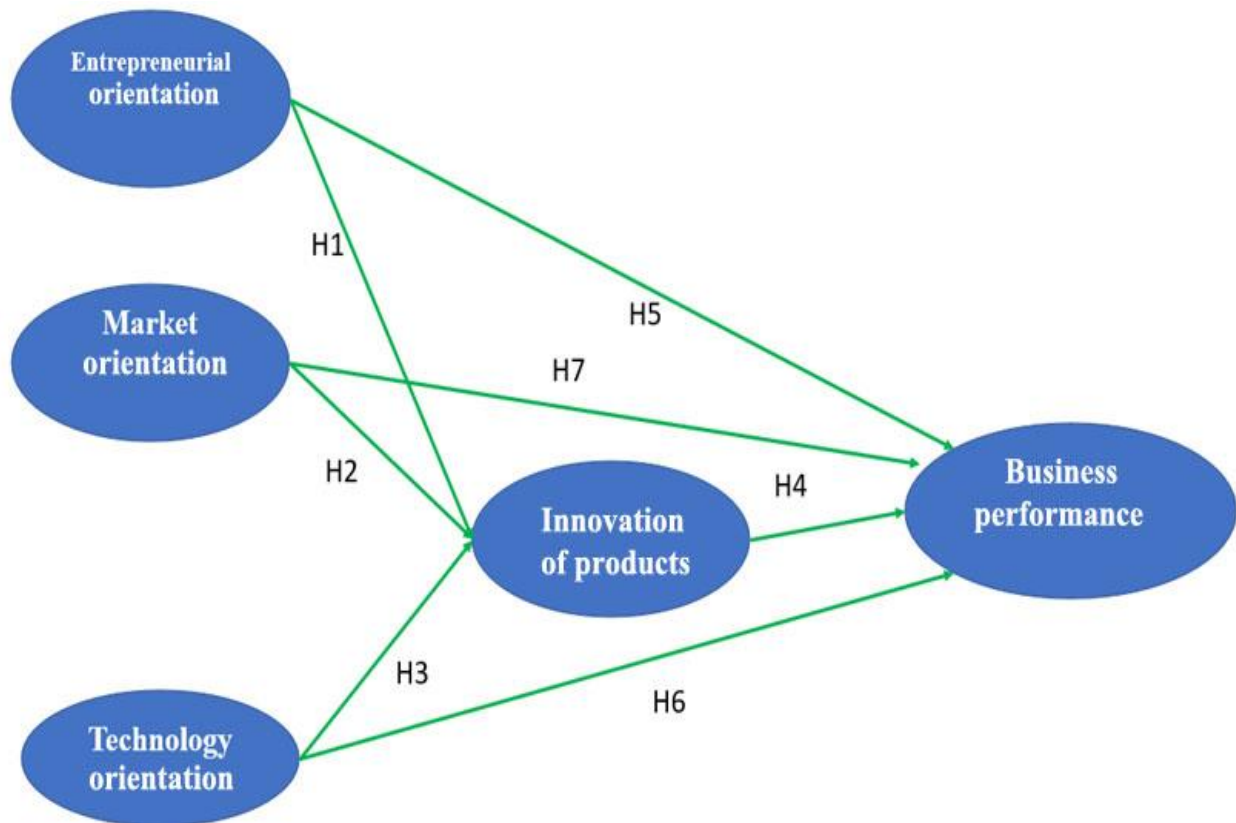 Entrepreneurial
orientation
H1
H5
Market
orientation
H7
H2
H4
Business
performance
Innovation
of products
H3
H6
Technology
orientation